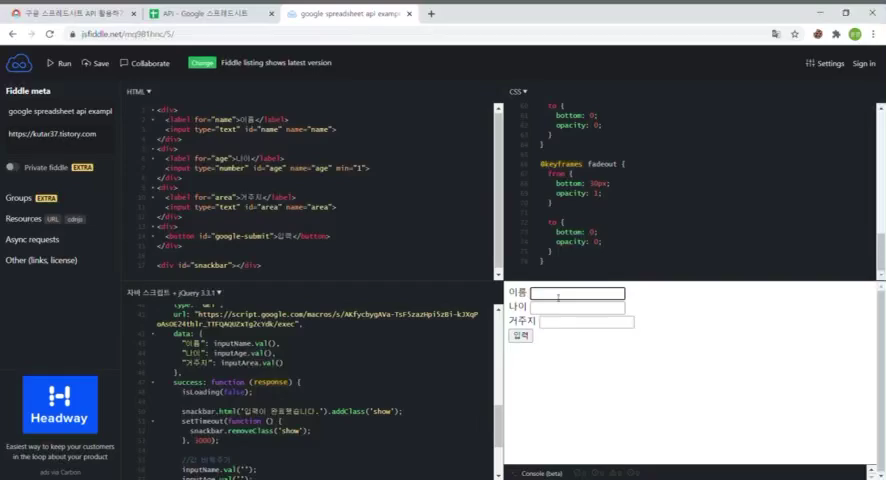 구글 스프레드시트 API 활용하기
API - Google 스프레드시트
google spreadsheet api exampl
jsfiddle.net/mq981hnc/5/
Run
Save
Collaborate
Change
Fiddle listing shows latest version
Settings
Sign in
Fiddle meta
google spreadsheet api exampl
https://kutar37.tistory.com
Private fiddle EXTRA
Groups EXTRA
Resources URL cdnjs
Async requests
Other (links, license)
Headway
Easiest way to keep your customers
in the loop about your product
ads via Carbon
HTML
<div>
<label for="name">이름</label>
<input type="text" id="name" name="name">
</div>
<div>
<label for="age">나이</label>
<input type="number" id="age" name="age" min="1">
</div>
<div>
<label for="area">거주지</label>
<input type="text" id="area" name="area">
</div>
<div>
<button id="google-submit">입력</button>
</div>
<div id="snackbar"></div>
CSS
to {
bottom: 0;
opacity: 0;
}
}
@keyframes fadeout {
from {
bottom: 30px;
opacity: 1;
}
to {
bottom: 0;
opacity: 0;
}
}
자바 스크립트 + jQuery 3.3.1
type: "GET",
url: "https://script.google.com/macros/s/
data: {
"이름": inputName.val(),
"나이": inputAge.val(),
"거주지": inputArea.val()
},
success: function (response) {
isLoading(false);
snackbar.html('입력이 완료됐습니다.').addClass('show');
setTimeout(function () {
snackbar.removeClass('show');
}, 3000);
inputName.val('');
inputAge.val('');
이름
나이
거주지
입력
Console (beta)